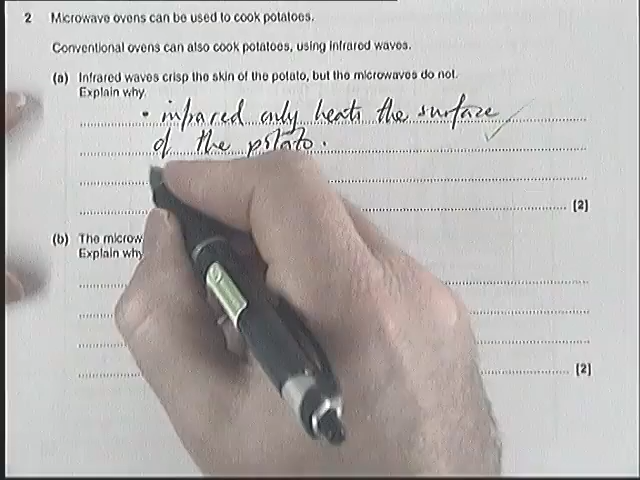 2 Microwave ovens can be used to cook potatoes.
Conventional ovens can also cook potatoes, using infrared waves.
(a) Infrared waves crisp the skin of the potato, but the microwaves do not.
Explain why.
• infrared only heats the surface
of the potato.
[2]
(b) The microw
Explain why
[2]